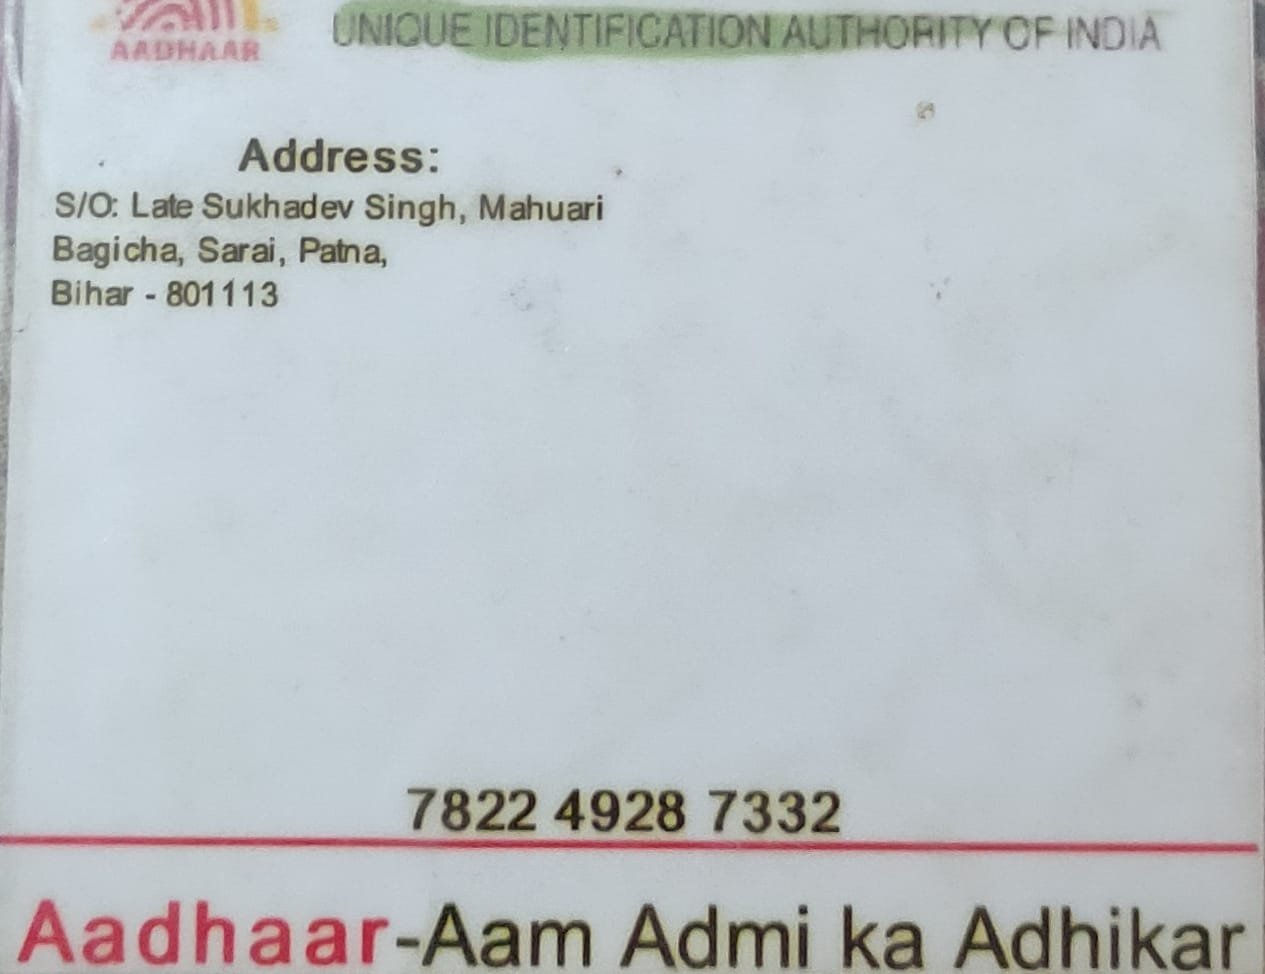 AADHAAR
UNIQUE IDENTIFICATION AUTHORITY OF INDIA
Address:
S/O: Late Sukhadev Singh, Mahuari
Bagicha, Sarai, Patna,
Bihar - 801113
7822 4928 7332
Aadhaar-Aam Admi ka Adhikar